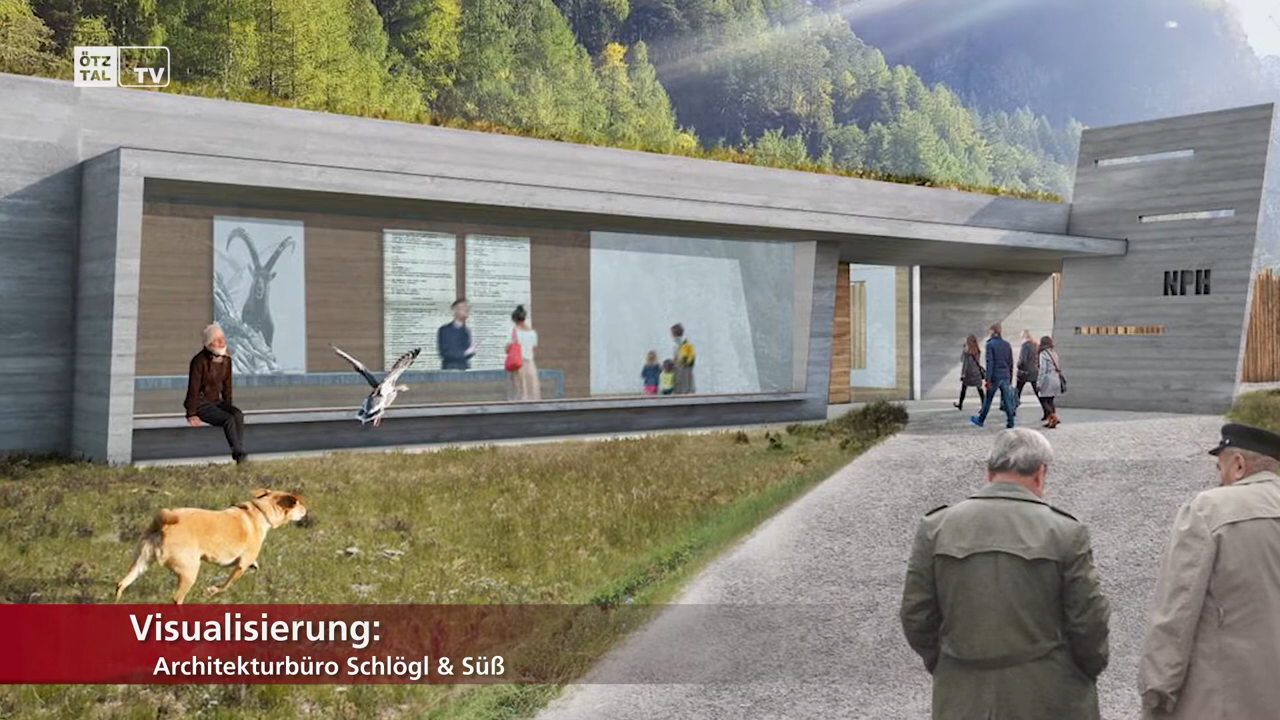 ÖTZ
TAL TV
NPH
Visualisierung:
Architekturbüro Schlögl & Süß